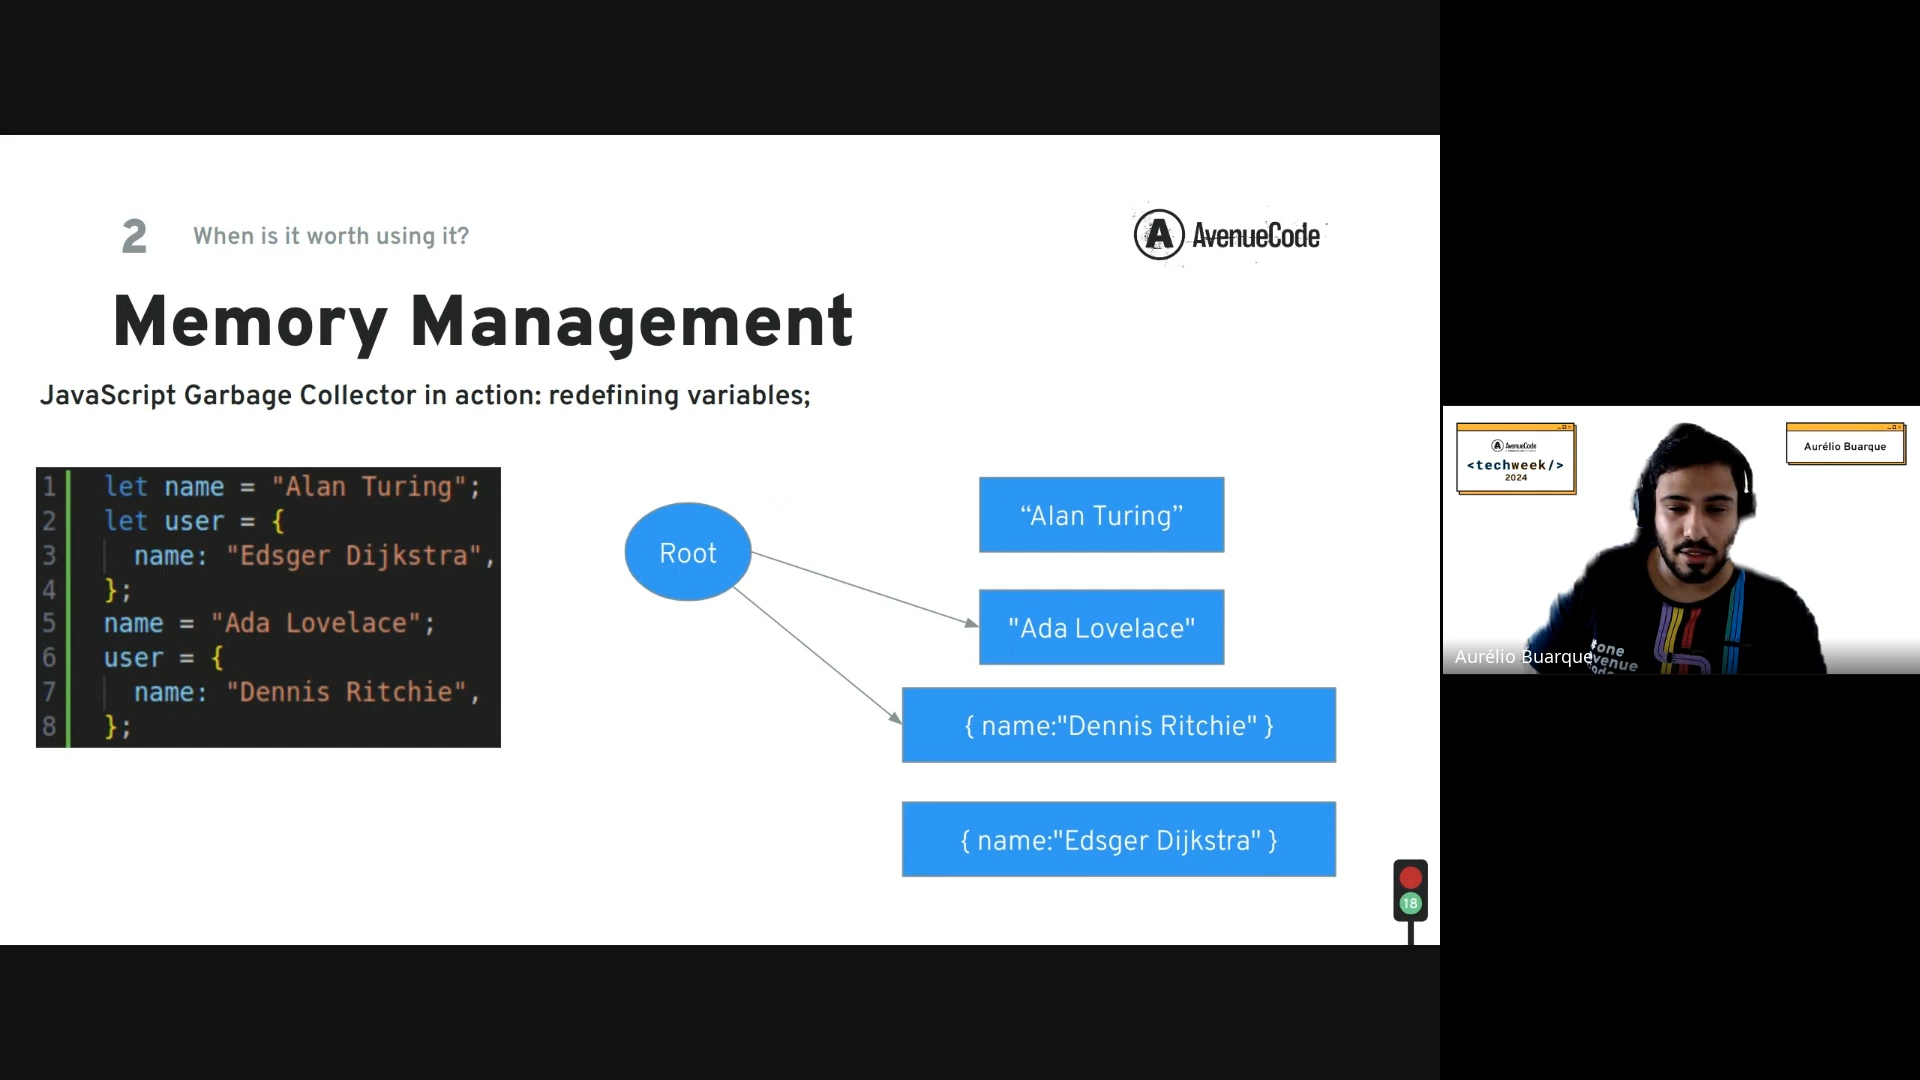 2
When is it worth using it?
A AvenueCode
Memory Management
JavaScript Garbage Collector in action: redefining variables;
1 let name = "Alan Turing";
2 let user = {
3 name: "Edsger Dijkstra",
4 };
5 name = "Ada Lovelace";
6 user = {
7 name: "Dennis Ritchie",
8 };
Root
“Alan Turing”
"Ada Lovelace"
{ name:"Dennis Ritchie" }
{ name:"Edsger Dijkstra" }
18
A AvenueCode
<techweek/>
2024
Aurélio Buarque
Aurélio Buarque